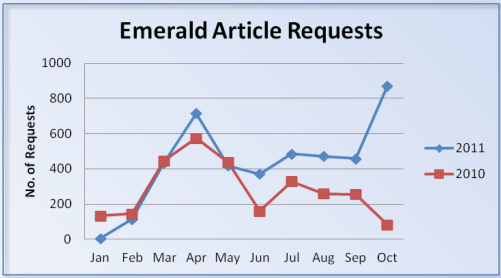 Emerald Article Requests
No. of Requests
1000
800
600
400
200
0
Jan Feb Mar Apr May Jun Jul Aug Sep Oct
2011
2010